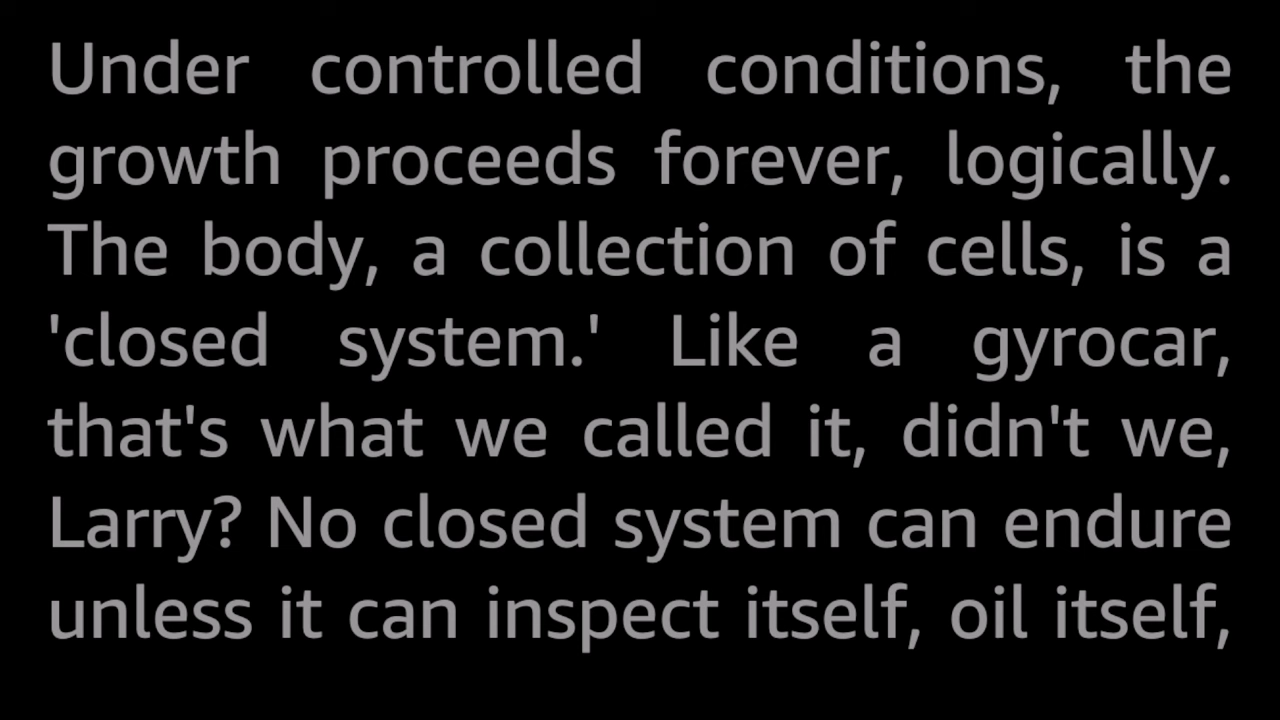 Under controlled conditions, the
growth proceeds forever, logically.
The body, a collection of cells, is a
'closed system.' Like a gyrocar,
that's what we called it, didn't we,
Larry? No closed system can endure
unless it can inspect itself, oil itself,